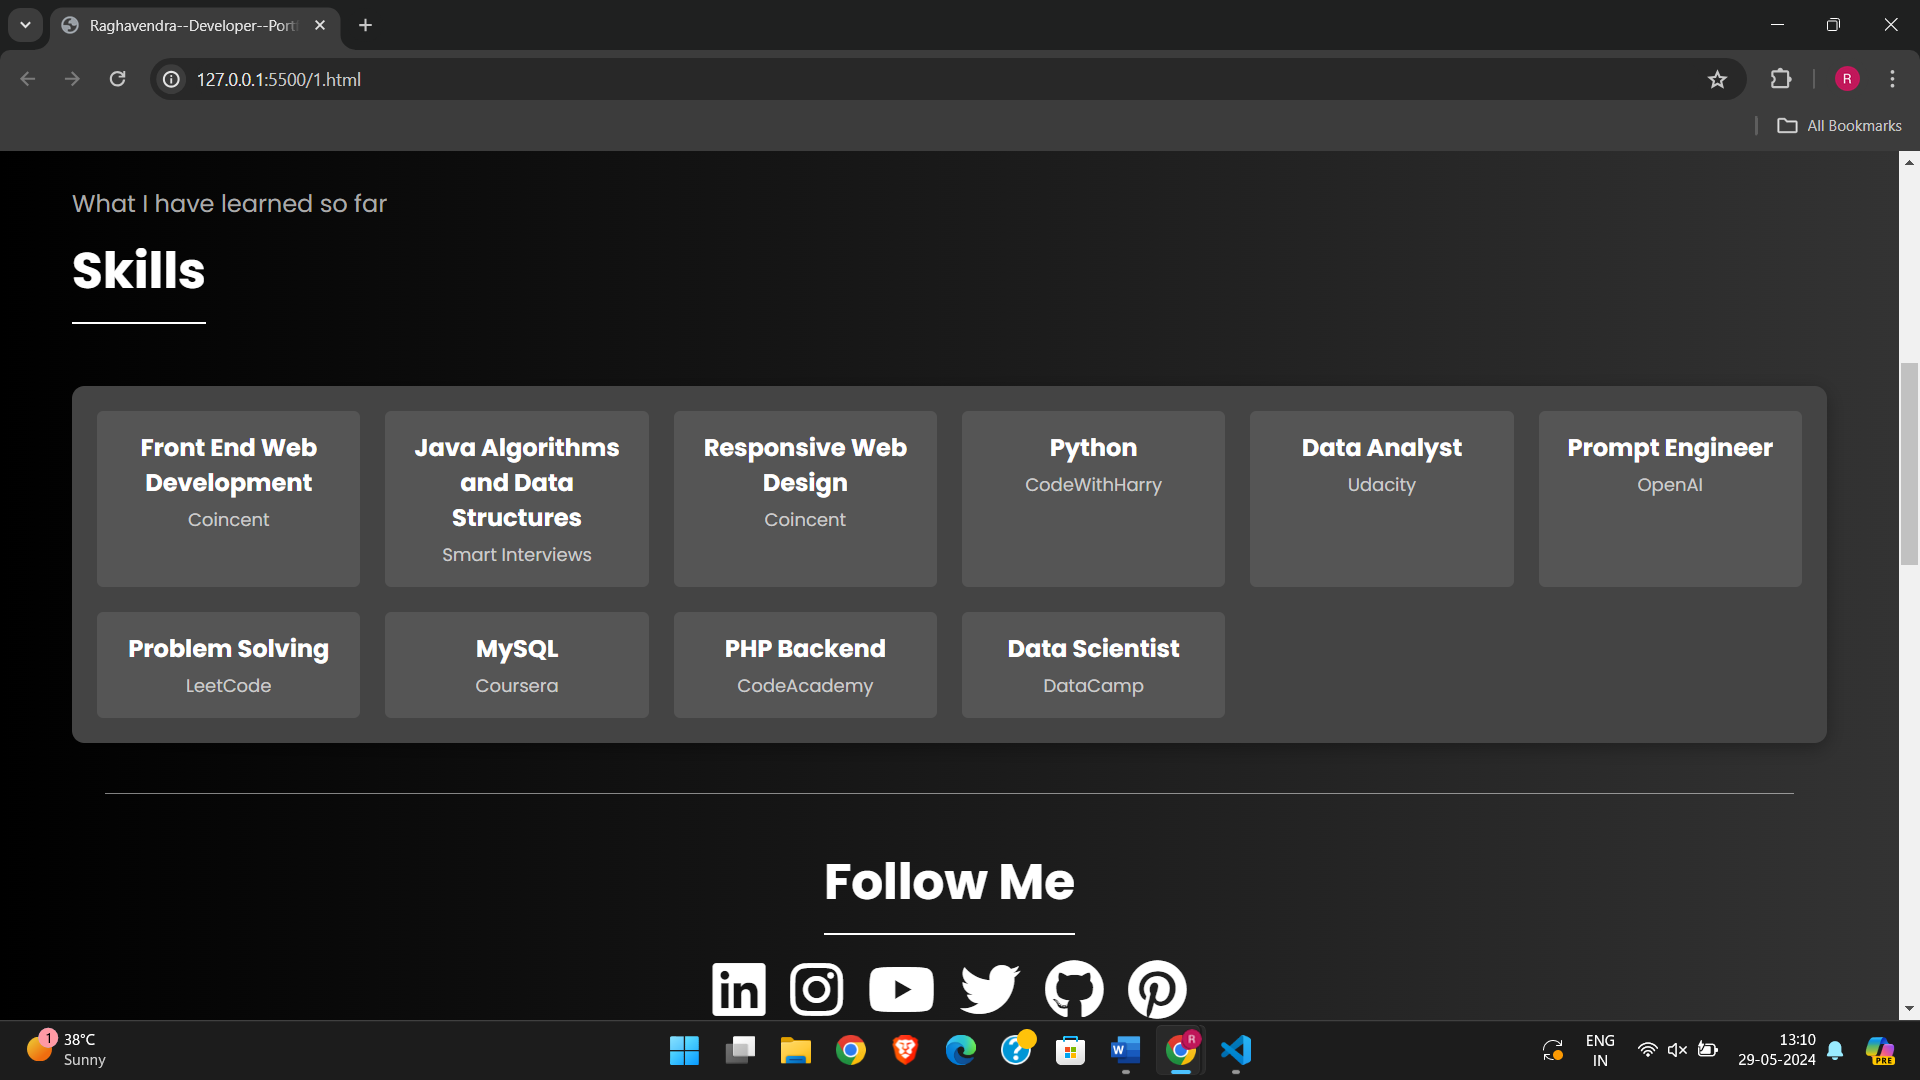 Raghavendra--Developer--Port
127.0.0.1:5500/1.html
R
All Bookmarks
What I have learned so far
Skills
Front End Web
Development
Coincent
Java Algorithms
and Data
Structures
Smart Interviews
Responsive Web
Design
Coincent
Python
CodeWithHarry
Data Analyst
Udacity
Prompt Engineer
OpenAI
Problem Solving
LeetCode
MySQL
Coursera
PHP Backend
CodeAcademy
Data Scientist
DataCamp
Follow Me
in
1
38°C
Sunny
W
R
ENG
IN
13:10
29-05-2024
PRE